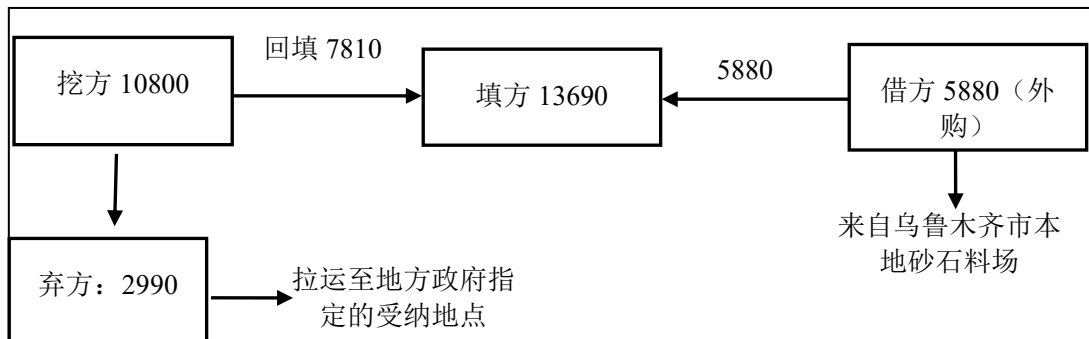 回填 7810
挖方 10800
填方 13690
5880
借方 5880（外
购）
来自乌鲁木齐市本
地砂石料场
弃方：2990
拉运至地方政府指
定的受纳地点